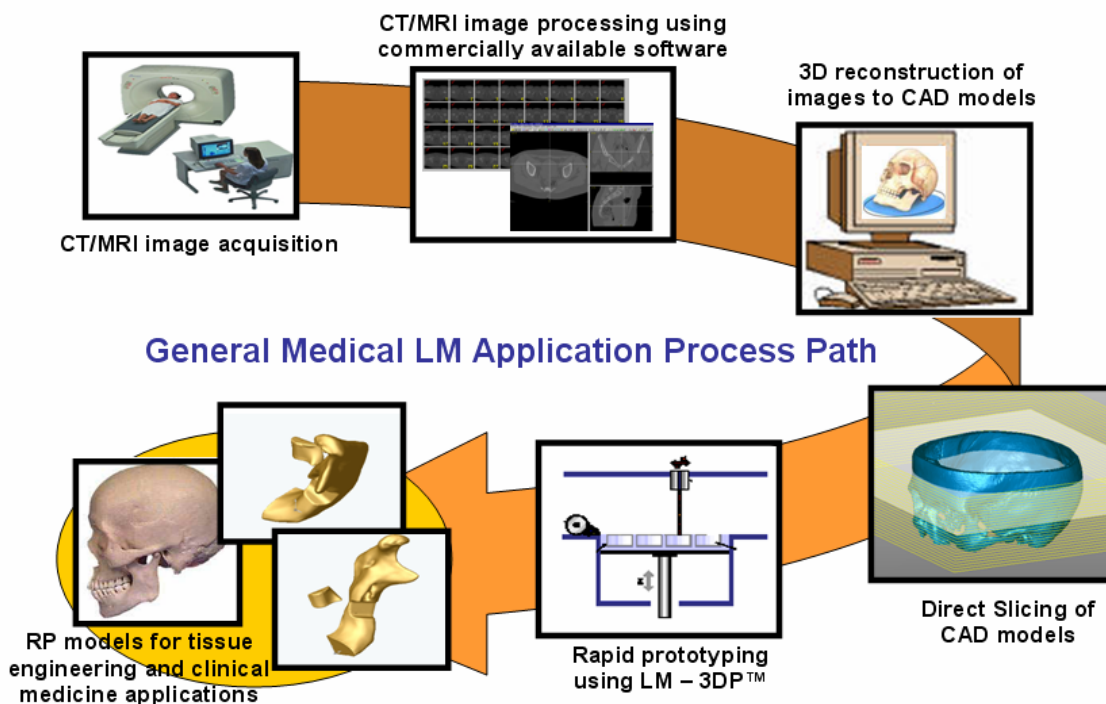 CT/MRI image processing using
commercially available software
3D reconstruction of
images to CAD models
CT/MRI image acquisition
General Medical LM Application Process Path
Direct Slicing of
CAD models
Rapid prototyping
using LM – 3DP™
RP models for tissue
engineering and clinical
medicine applications